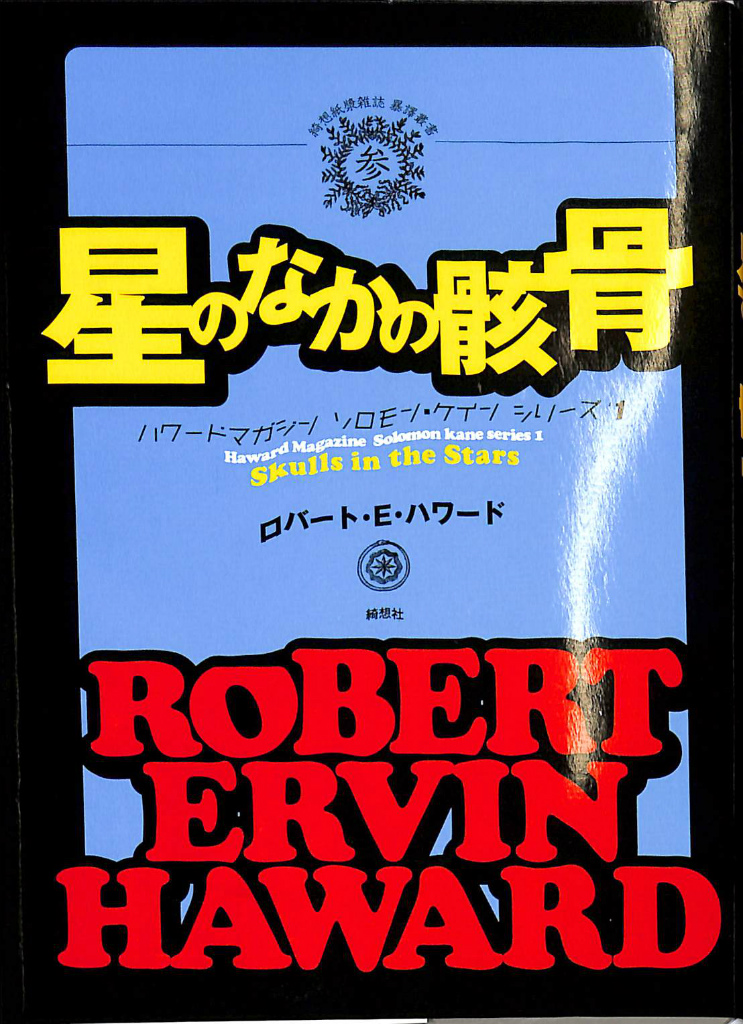 綺想紙漿雑誌 暴譯叢書
参
星のなかの骸骨
ハワードマガジン ソロモン・ケイン シリーズ 1
Haward Magazine Solomon kane series 1
Skulls in the Stars
ロバート・E・ハワード
綺想社
ROBERT
ERVIN
HAWARD